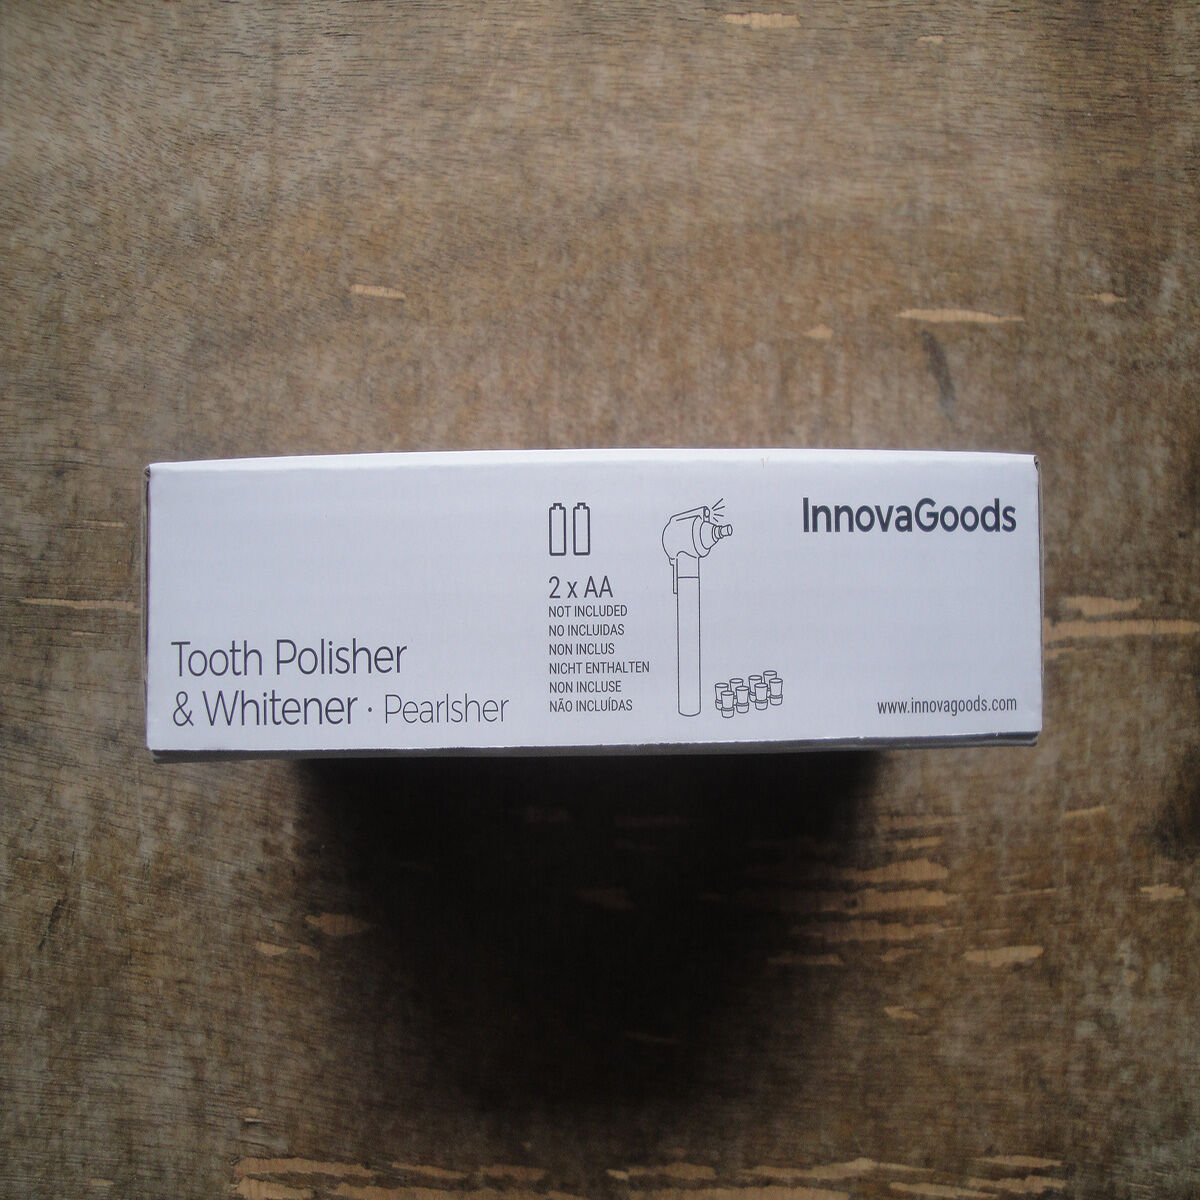 InnovaGoods
2 x AA
NOT INCLUDED
NO INCLUIDAS
NON INCLUS
NICHT ENTHALTEN
NON INCLUSE
NÃO INCLUÍDAS
Tooth Polisher
& Whitener · Pearlsher
www.innovagoods.com